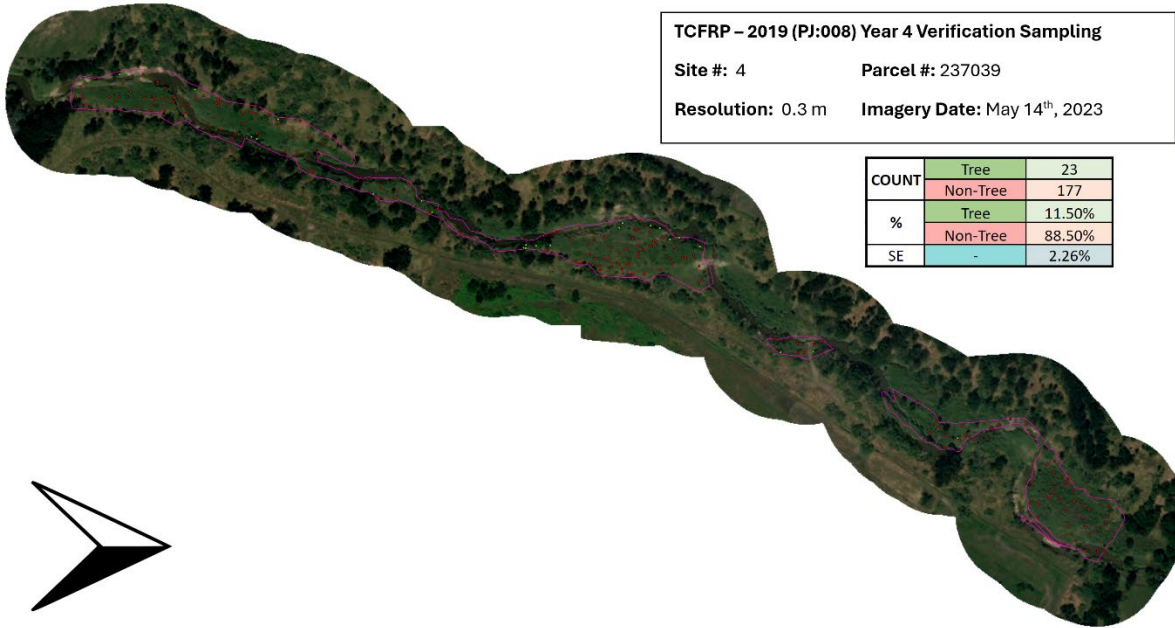 TCFRP – 2019 (PJ:008) Year 4 Verification Sampling
Site #: 4 Parcel #: 237039
Resolution: 0.3 m Imagery Date: May 14th, 2023
COUNT Tree 23
Non-Tree 177
% Tree 11.50%
Non-Tree 88.50%
SE - 2.26%